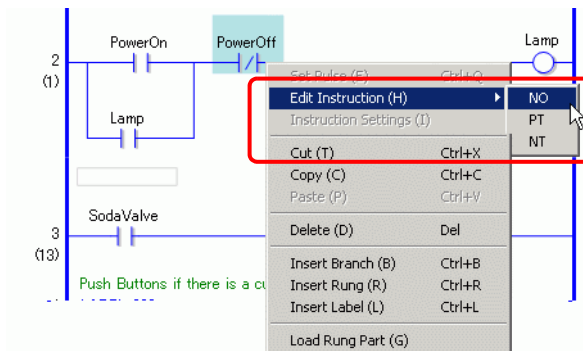 PowerOn PowerOff Lamp
2
(1)
Set Pulse (E) Ctrl+Q
Edit Instruction (H) NO
Instruction Settings (I) PT
NT
Lamp
Cut (T) Ctrl+X
Copy (C) Ctrl+C
Paste (P) Ctrl+V
SodaValve
Delete (D) Del
3
(13)
Insert Branch (B) Ctrl+B
Insert Rung (R) Ctrl+R
Insert Label (L) Ctrl+L
Push Buttons if there is a cu
Load Rung Part (G)